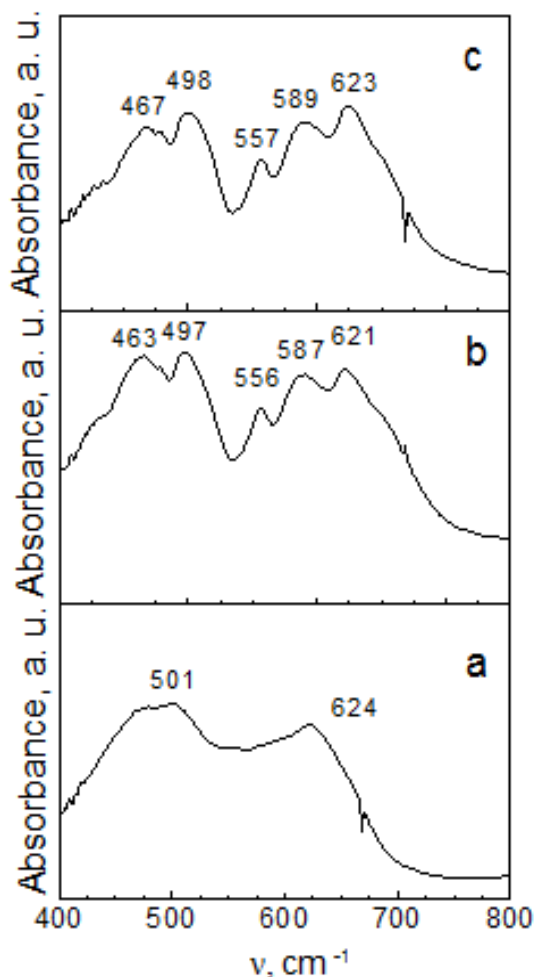 c
467 498 557 589 623
Absorbance, a. u.
b
463 497 556 587 621
Absorbance, a. u.
a
501 624
Absorbance, a. u.
400 500 600 700 800
ν, cm⁻¹